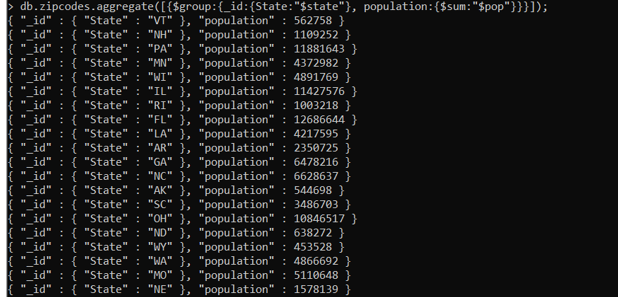 > db.zipcodes.aggregate([{$group:{_id:{State:"$state"}, population:{$sum:"$pop"}}}]);
{ "_id" : { "State" : "VT" }, "population" : 562758 }
{ "_id" : { "State" : "NH" }, "population" : 1109252 }
{ "_id" : { "State" : "PA" }, "population" : 11881643 }
{ "_id" : { "State" : "MN" }, "population" : 4372982 }
{ "_id" : { "State" : "WI" }, "population" : 4891769 }
{ "_id" : { "State" : "IL" }, "population" : 11427576 }
{ "_id" : { "State" : "RI" }, "population" : 1003218 }
{ "_id" : { "State" : "FL" }, "population" : 12686644 }
{ "_id" : { "State" : "LA" }, "population" : 4217595 }
{ "_id" : { "State" : "AR" }, "population" : 2350725 }
{ "_id" : { "State" : "GA" }, "population" : 6478216 }
{ "_id" : { "State" : "NC" }, "population" : 6628637 }
{ "_id" : { "State" : "AK" }, "population" : 544698 }
{ "_id" : { "State" : "SC" }, "population" : 3486703 }
{ "_id" : { "State" : "OH" }, "population" : 10846517 }
{ "_id" : { "State" : "ND" }, "population" : 638272 }
{ "_id" : { "State" : "WY" }, "population" : 453528 }
{ "_id" : { "State" : "WA" }, "population" : 4866692 }
{ "_id" : { "State" : "MO" }, "population" : 5110648 }
{ "_id" : { "State" : "NE" }, "population" : 1578139 }